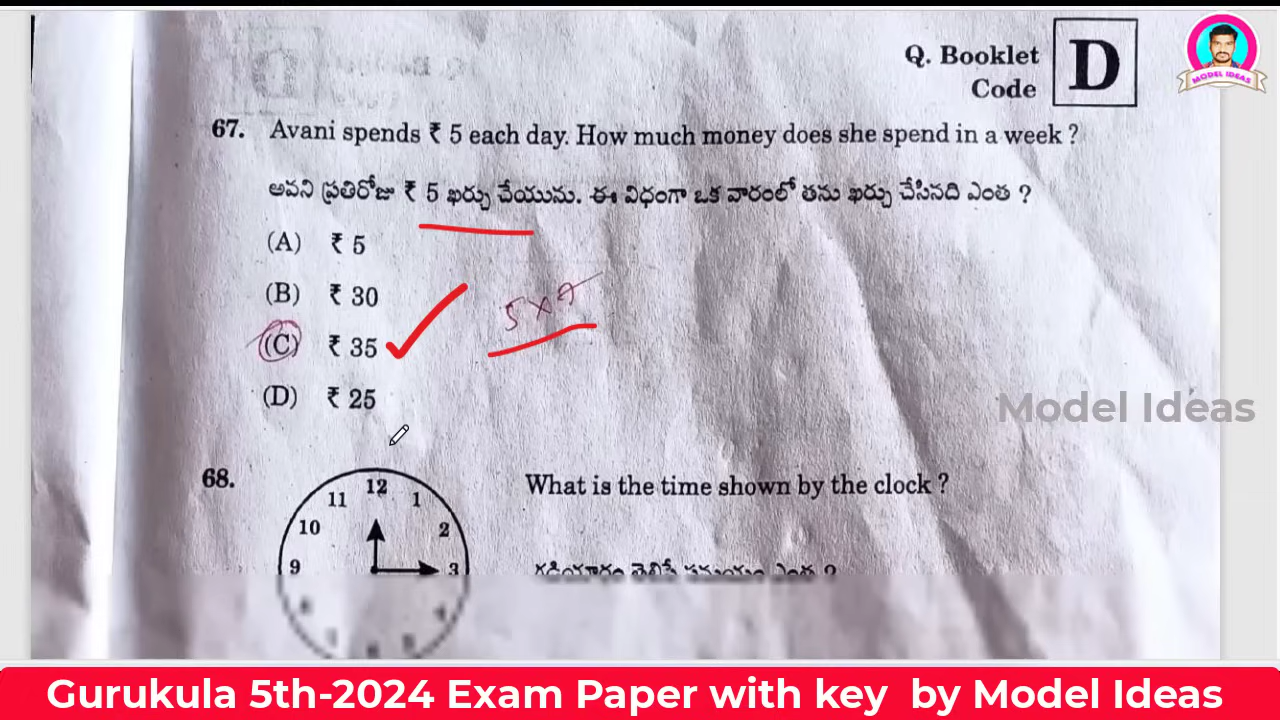 Q. Booklet
Code
D
MODEL IDEAS
67. Avani spends ₹ 5 each day. How much money does she spend in a week ?
అవని ప్రతిరోజు ₹ 5 ఖర్చు చేయును. ఈ విధంగా ఒక వారంలో తను ఖర్చు చేసినది ఎంత ?
(A) ₹ 5
(B) ₹ 30
5 x 7
(C) ₹ 35
(D) ₹ 25
Model Ideas
68. What is the time shown by the clock ?
12
11 1
10 2
9 3
ఎంత ?
Gurukula 5th-2024 Exam Paper with key by Model Ideas